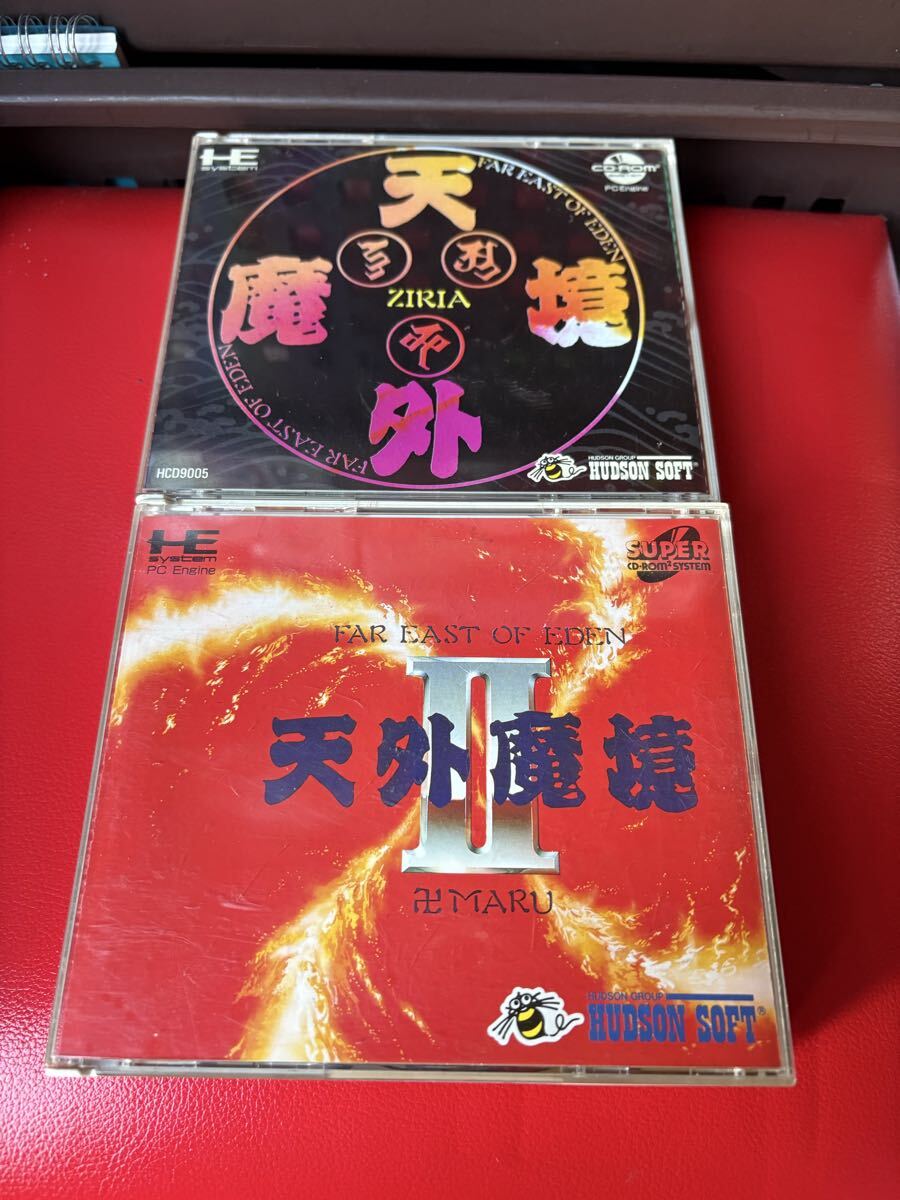 HE
system
CD-ROM²
PC Engine
FAR EAST OF EDEN
天
外
魔
境
ZIRIA
FAR EAST OF EDEN
HCD9005
HUDSON GROUP
HUDSON SOFT®
HE
system
PC Engine
SUPER
CD-ROM² SYSTEM
FAR EAST OF EDEN
II
天外魔境
卍MARU
HUDSON GROUP
HUDSON SOFT®